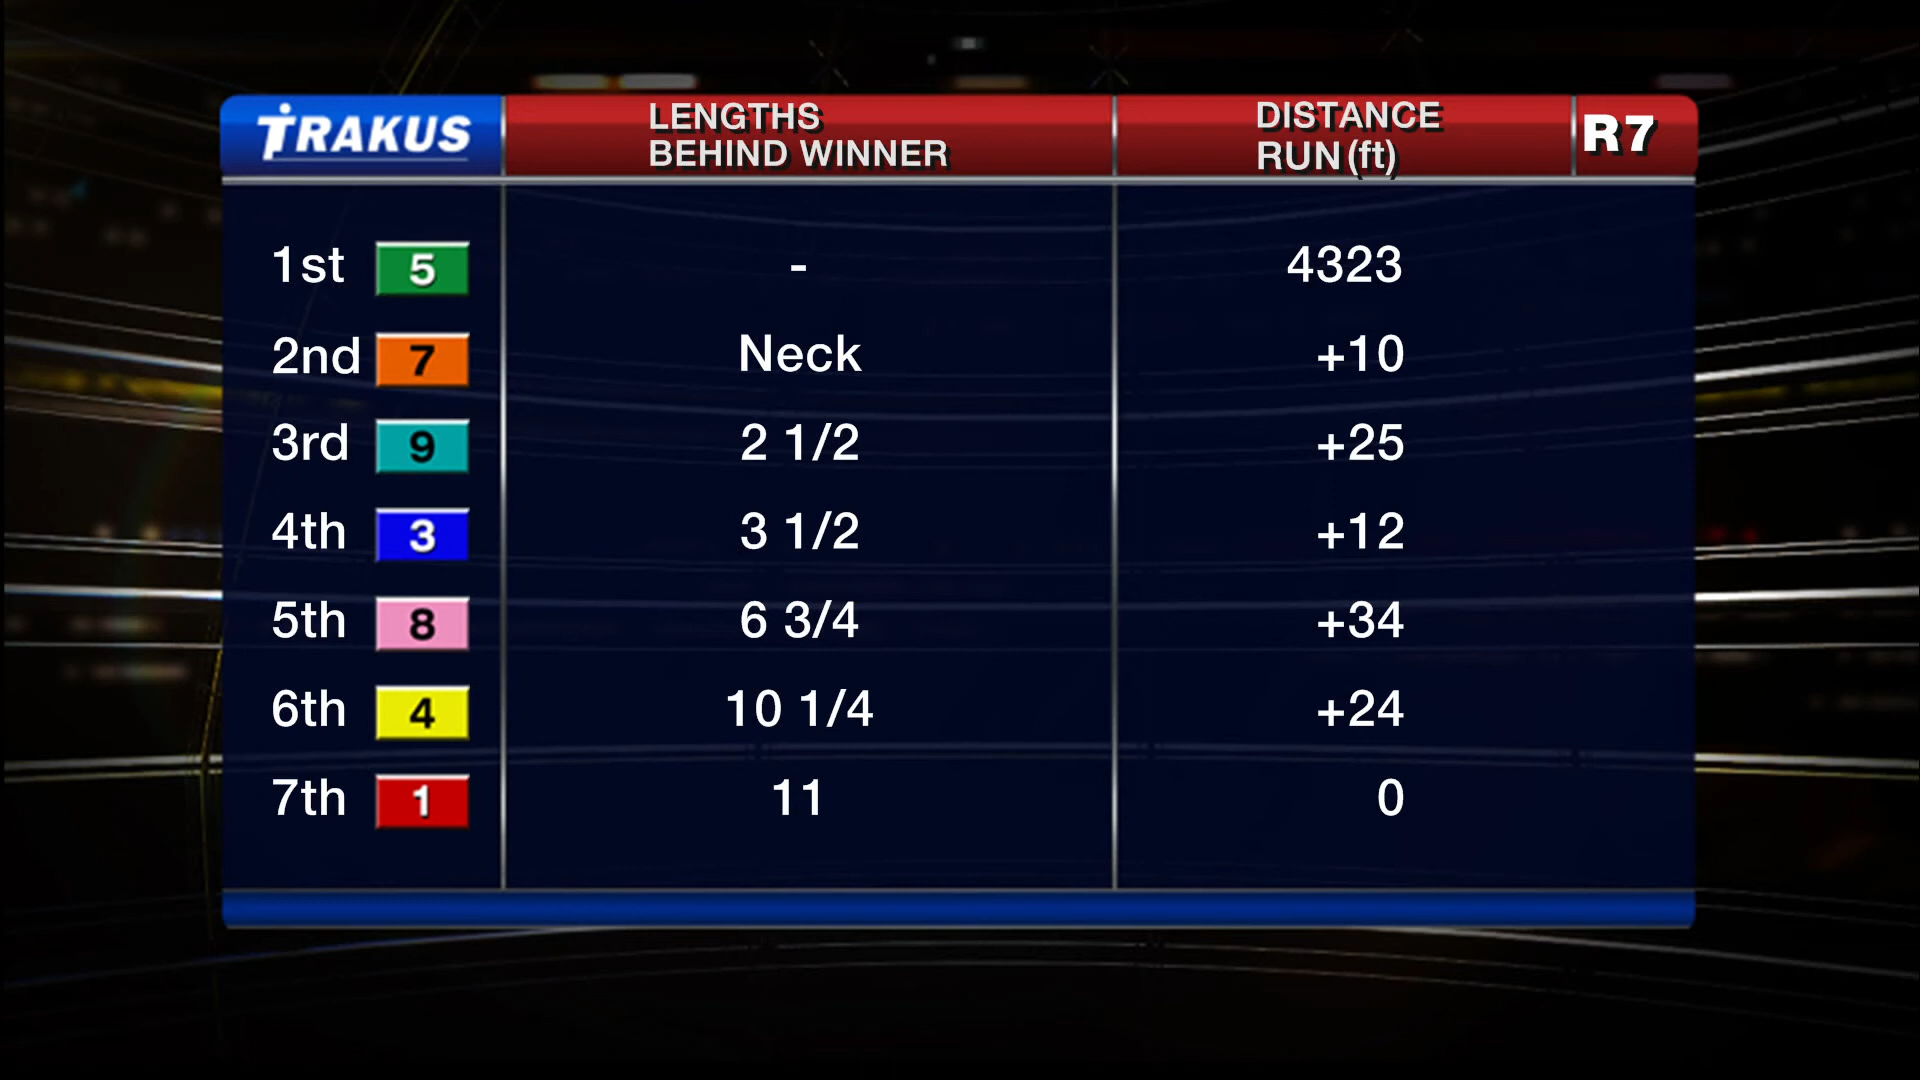 TRAKUS
LENGTHS
BEHIND WINNER
DISTANCE
RUN (ft)
R7
1st 5 - 4323
2nd 7 Neck +10
3rd 9 2 1/2 +25
4th 3 3 1/2 +12
5th 8 6 3/4 +34
6th 4 10 1/4 +24
7th 1 11 0